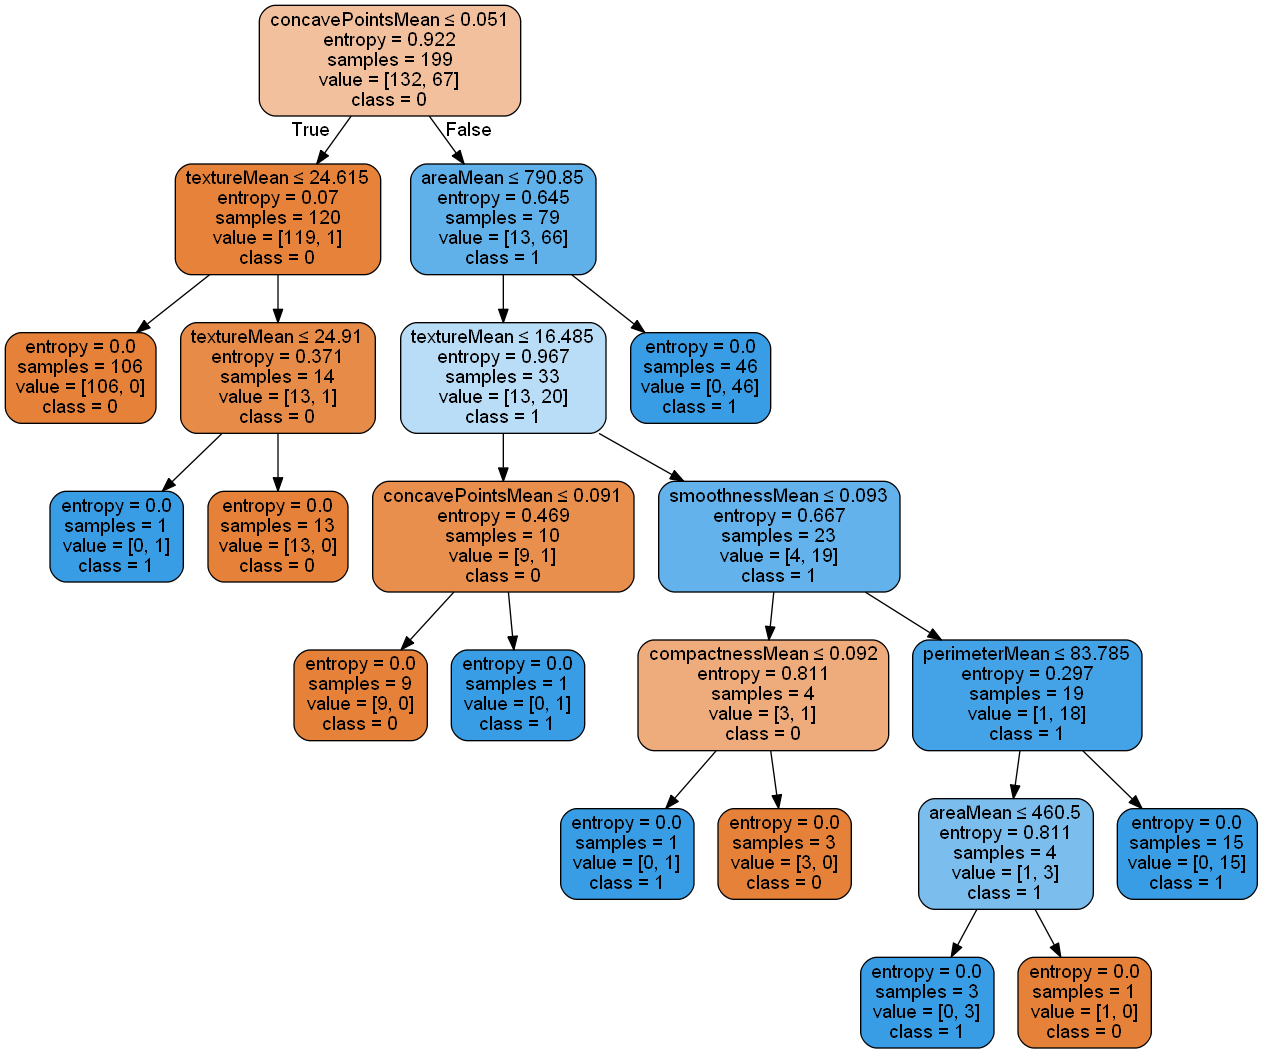 concavePointsMean ≤ 0.051
entropy = 0.922
samples = 199
value = [132, 67]
class = 0
True
False
textureMean ≤ 24.615
entropy = 0.07
samples = 120
value = [119, 1]
class = 0
areaMean ≤ 790.85
entropy = 0.645
samples = 79
value = [13, 66]
class = 1
entropy = 0.0
samples = 106
value = [106, 0]
class = 0
textureMean ≤ 24.91
entropy = 0.371
samples = 14
value = [13, 1]
class = 0
textureMean ≤ 16.485
entropy = 0.967
samples = 33
value = [13, 20]
class = 1
entropy = 0.0
samples = 46
value = [0, 46]
class = 1
entropy = 0.0
samples = 1
value = [0, 1]
class = 1
entropy = 0.0
samples = 13
value = [13, 0]
class = 0
concavePointsMean ≤ 0.091
entropy = 0.469
samples = 10
value = [9, 1]
class = 0
smoothnessMean ≤ 0.093
entropy = 0.667
samples = 23
value = [4, 19]
class = 1
entropy = 0.0
samples = 9
value = [9, 0]
class = 0
entropy = 0.0
samples = 1
value = [0, 1]
class = 1
compactnessMean ≤ 0.092
entropy = 0.811
samples = 4
value = [3, 1]
class = 0
perimeterMean ≤ 83.785
entropy = 0.297
samples = 19
value = [1, 18]
class = 1
entropy = 0.0
samples = 1
value = [0, 1]
class = 1
entropy = 0.0
samples = 3
value = [3, 0]
class = 0
areaMean ≤ 460.5
entropy = 0.811
samples = 4
value = [1, 3]
class = 1
entropy = 0.0
samples = 15
value = [0, 15]
class = 1
entropy = 0.0
samples = 3
value = [0, 3]
class = 1
entropy = 0.0
samples = 1
value = [1, 0]
class = 0